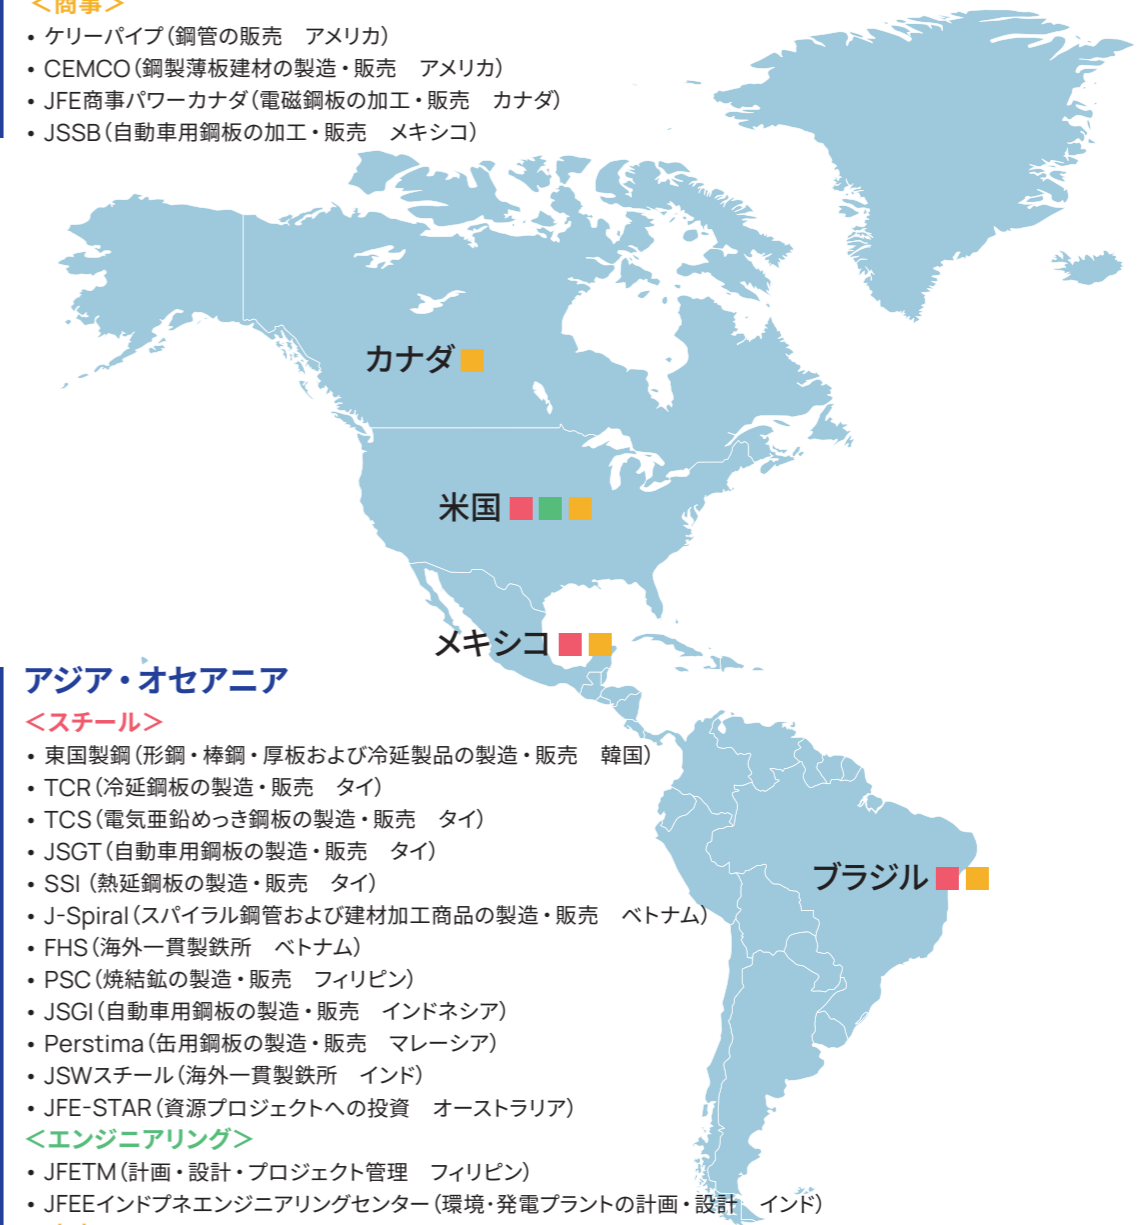 ＜商事＞
• ケリーパイプ（鋼管の販売　アメリカ）
• CEMCO（鋼製薄板建材の製造・販売　アメリカ）
• JFE商事パワーカナダ（電磁鋼板の加工・販売　カナダ）
• JSSB（自動車用鋼板の加工・販売　メキシコ）
カナダ
米国
メキシコ
ブラジル
アジア・オセアニア
＜スチール＞
• 東国製鋼（形鋼・棒鋼・厚板および冷延製品の製造・販売　韓国）
• TCR（冷延鋼板の製造・販売　タイ）
• TCS（電気亜鉛めっき鋼板の製造・販売　タイ）
• JSGT（自動車用鋼板の製造・販売　タイ）
• SSI（熱延鋼板の製造・販売　タイ）
• J-Spiral（スパイラル鋼管および建材加工商品の製造・販売　ベトナム）
• FHS（海外一貫製鉄所　ベトナム）
• PSC（焼結鉱の製造・販売　フィリピン）
• JSGI（自動車用鋼板の製造・販売　インドネシア）
• Perstima（缶用鋼板の製造・販売　マレーシア）
• JSWスチール（海外一貫製鉄所　インド）
• JFE-STAR（資源プロジェクトへの投資　オーストラリア）
＜エンジニアリング＞
• JFETM（計画・設計・プロジェクト管理　フィリピン）
• JFEEインドプネエンジニアリングセンター（環境・発電プラントの計画・設計　インド）